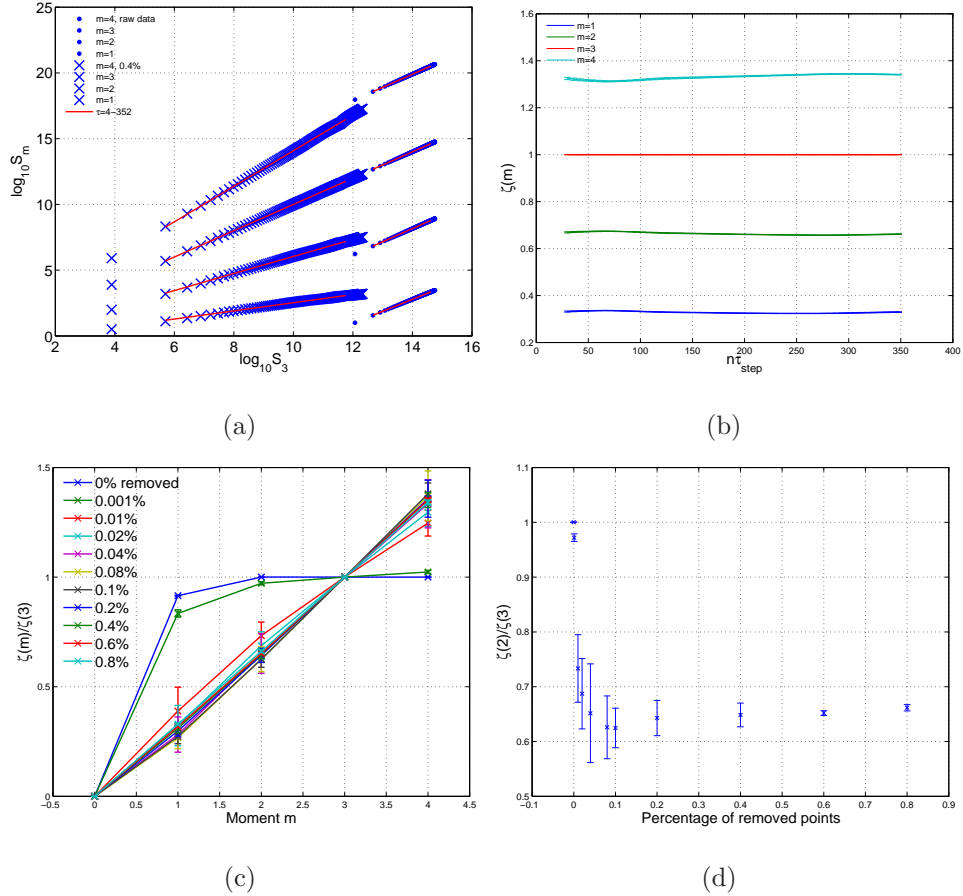 m=4, raw data
m=3
m=2
m=1
m=4, 0.4%
m=3
m=2
m=1
τ=4−352
25
20
15
10
5
0
log₁₀Sₘ
2 4 6 8 10 12 14 16
log₁₀S₃
(a)
m=1
m=2
m=3
m=4
1.6
1.4
1.2
1
0.8
0.6
0.4
0.2
ζ(m)
0 50 100 150 200 250 300 350 400 450
nτstep
(b)
0% removed
0.001%
0.01%
0.02%
0.04%
0.08%
0.1%
0.2%
0.4%
0.6%
0.8%
1.5
1
0.5
0
ζ(m)/ζ(3)
−0.5 0 0.5 1 1.5 2 2.5 3 3.5 4 4.5
Moment m
(c)
1.1
1
0.9
0.8
0.7
0.6
0.5
ζ(2)/ζ(3)
−0.1 0 0.1 0.2 0.3 0.4 0.5 0.6 0.7 0.8 0.9
Percentage of removed points
(d)